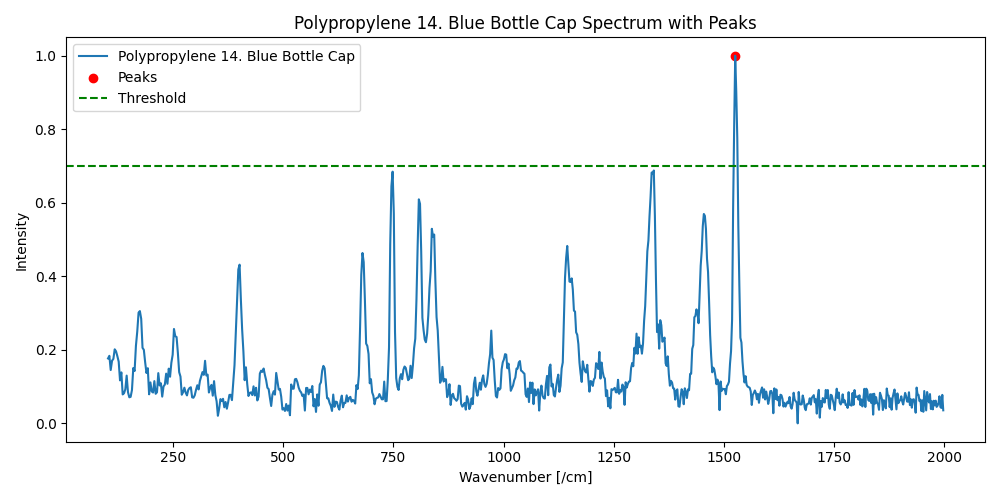 Polypropylene 14. Blue Bottle Cap Spectrum with Peaks
Polypropylene 14. Blue Bottle Cap
Peaks
Threshold
Intensity
1.0
0.8
0.6
0.4
0.2
0.0
250 500 750 1000 1250 1500 1750 2000
Wavenumber [/cm]